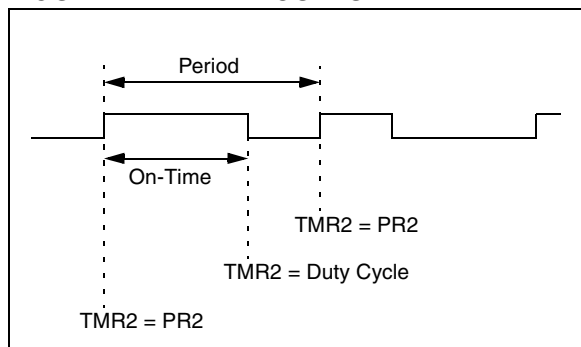 Period
On-Time
TMR2 = PR2
TMR2 = Duty Cycle
TMR2 = PR2